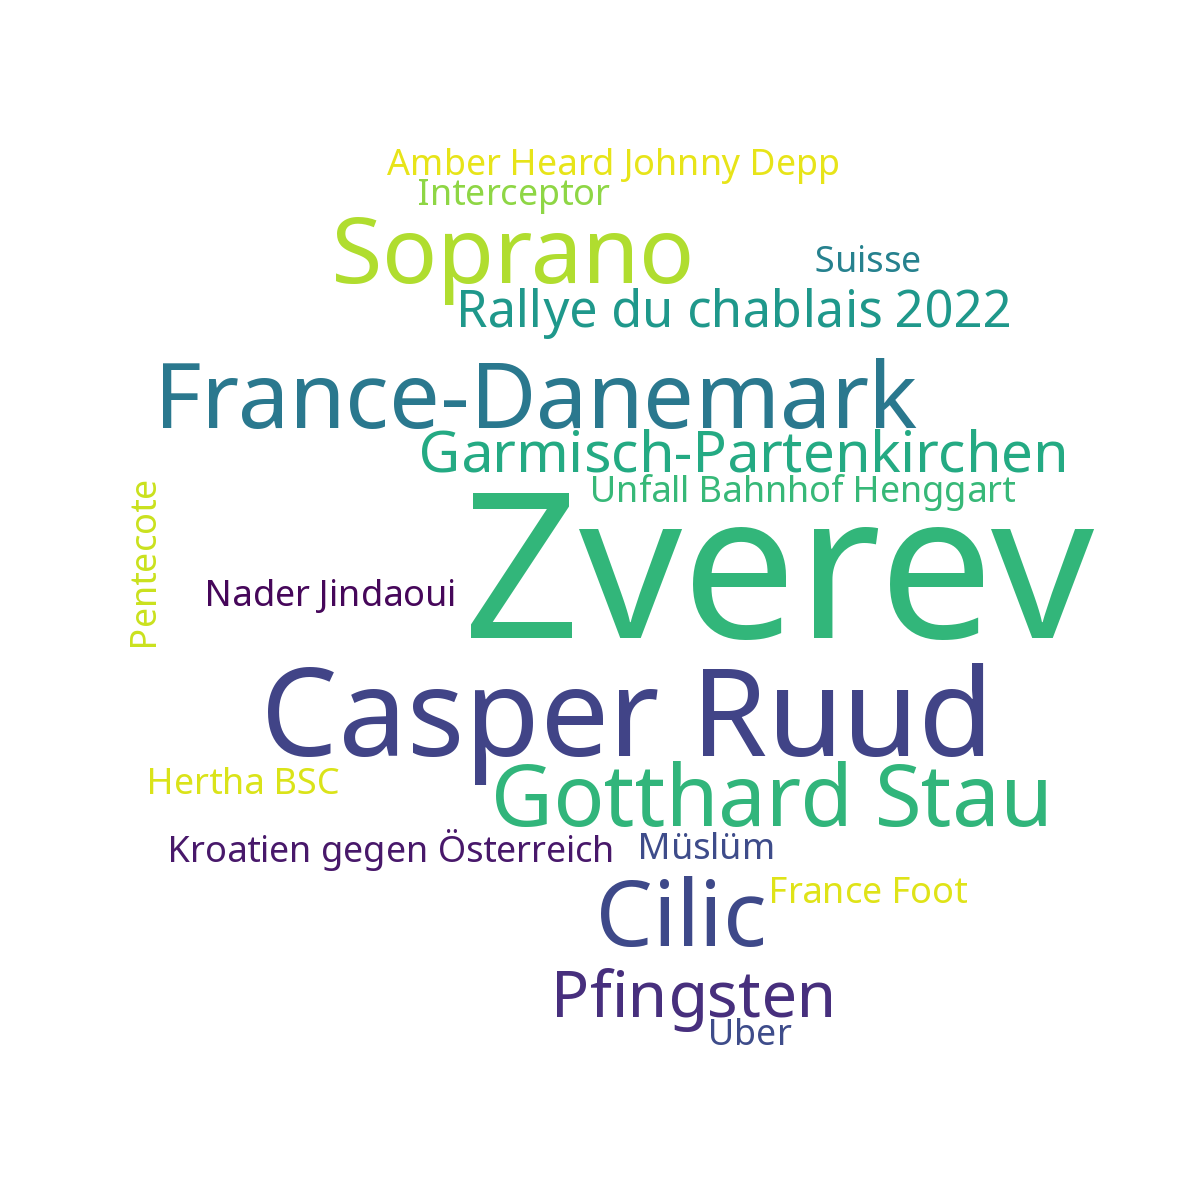 Amber Heard Johnny Depp
Interceptor
Soprano
Suisse
Rallye du chablais 2022
France-Danemark
Garmisch-Partenkirchen
Unfall Bahnhof Henggart
Pentecote
Zverev
Nader Jindaoui
Casper Ruud
Hertha BSC
Gotthard Stau
Kroatien gegen Österreich
Müslüm
France Foot
Cilic
Pfingsten
Uber